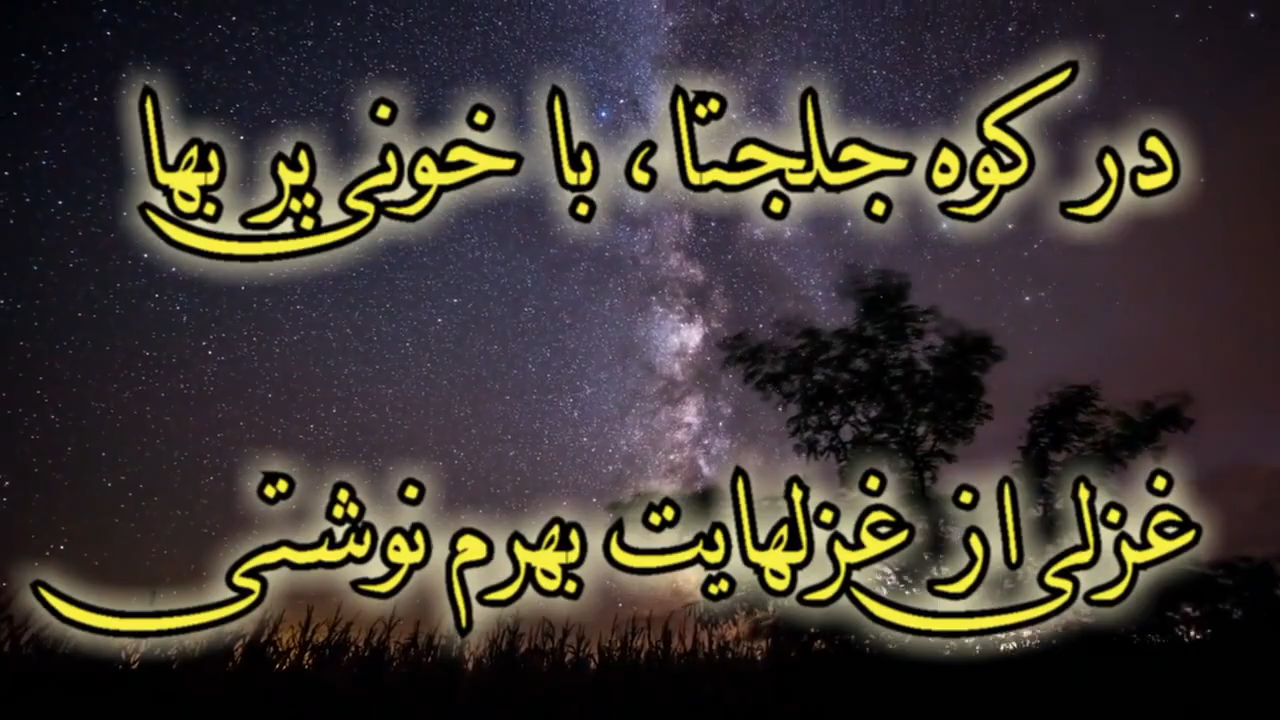 در کوه جلجتا، با خونی پر بها
غزلی از غزلهایت بهرم نوشتی